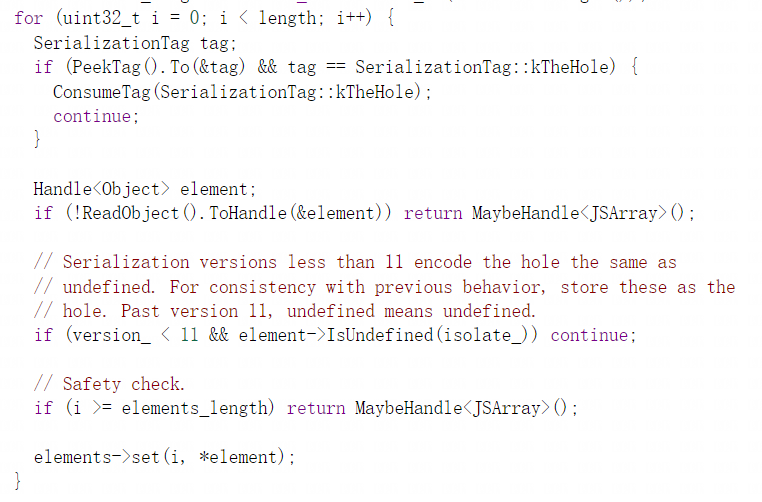 for (uint32_t i = 0; i < length; i++) {
SerializationTag tag;
if (PeekTag().To(&tag) && tag == SerializationTag::kTheHole) {
ConsumeTag(SerializationTag::kTheHole);
continue;
}
Handle<Object> element;
if (!ReadObject().ToHandle(&element)) return MaybeHandle<JSArray>();
// Serialization versions less than 11 encode the hole the same as
// undefined. For consistency with previous behavior, store these as the
// hole. Past version 11, undefined means undefined.
if (version_ < 11 && element->IsUndefined(isolate_)) continue;
// Safety check.
if (i >= elements_length) return MaybeHandle<JSArray>();
elements->set(i, *element);
}